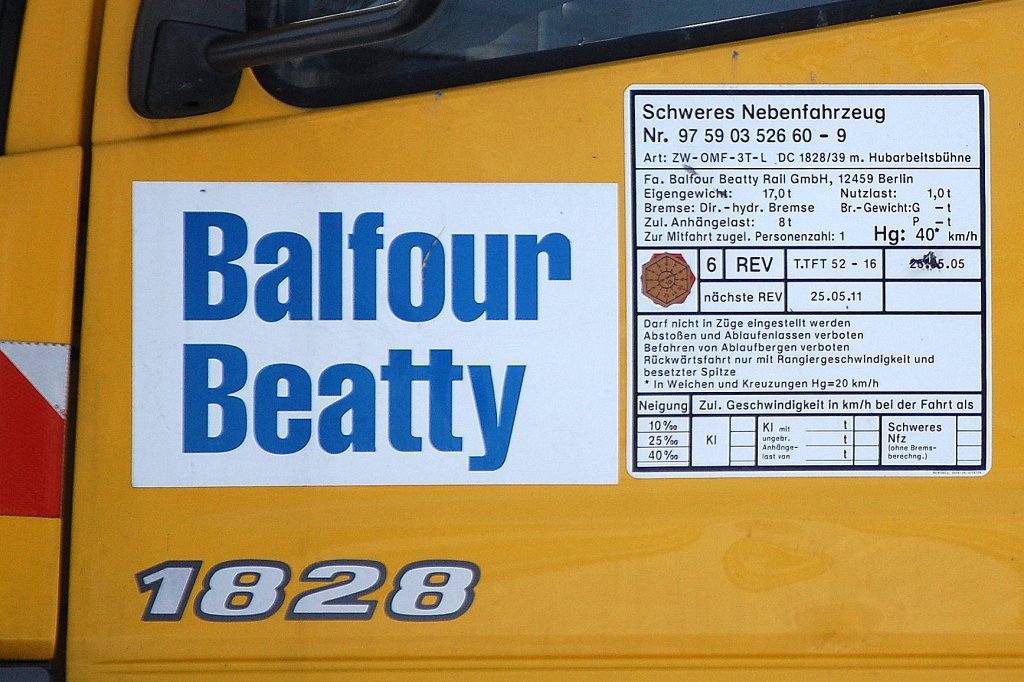 Balfour
Beatty
1828
Schweres Nebenfahrzeug
Nr. 97 59 03 526 60 - 9
Art: ZW-OMF-3T-L DC 1828/39 m. Hubarbeitsbühne
Fa. Balfour Beatty Rail GmbH, 12459 Berlin
Eigengewicht: 17,0 t Nutzlast: 1,0 t
Bremse: Dir.-hydr. Bremse Br.-Gewicht: G - t
Zul. Anhängelast: 8 t P - t
Zur Mitfahrt zugel. Personenzahl: 1 Hg: 40* km/h
6 REV T.TFT 52 - 16 .05
nächste REV 25.05.11
Darf nicht in Züge eingestellt werden
Abstoßen und Ablaufenlassen verboten
Befahren von Ablaufbergen verboten
Rückwärtsfahrt nur mit Rangiergeschwindigkeit und
besetzter Spitze
* In Weichen und Kreuzungen Hg=20 km/h
Neigung Zul. Geschwindigkeit in km/h bei der Fahrt als
10 ‰
25 ‰
40 ‰
Kl
Kl mit t
ungebr. t
Anhänge-
last von t
Schweres
Nfz
(ohne Brems-
berechng.)